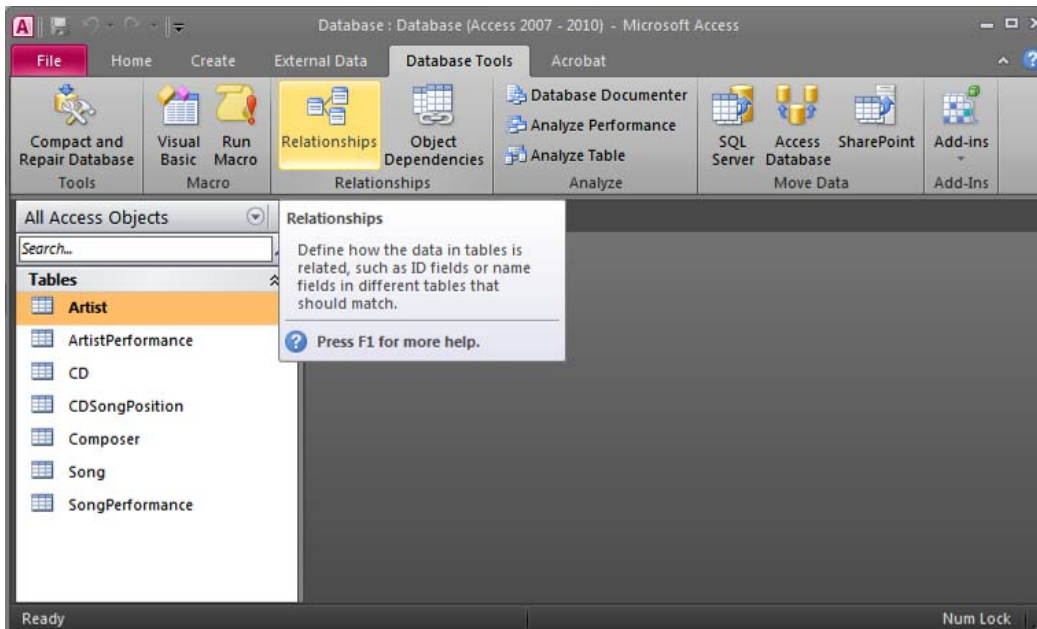 A
Database : Database (Access 2007 - 2010) - Microsoft Access
File Home Create External Data Database Tools Acrobat
Compact and
Repair Database
Visual
Basic
Run
Macro
Relationships
Object
Dependencies
Database Documenter
Analyze Performance
Analyze Table
SQL
Server
Access
Database
SharePoint
Add-ins
Tools Macro Relationships Analyze Move Data Add-Ins
All Access Objects
Search...
Tables
Artist
ArtistPerformance
CD
CDSongPosition
Composer
Song
SongPerformance
Relationships
Define how the data in tables is
related, such as ID fields or name
fields in different tables that
should match.
Press F1 for more help.
Ready Num Lock